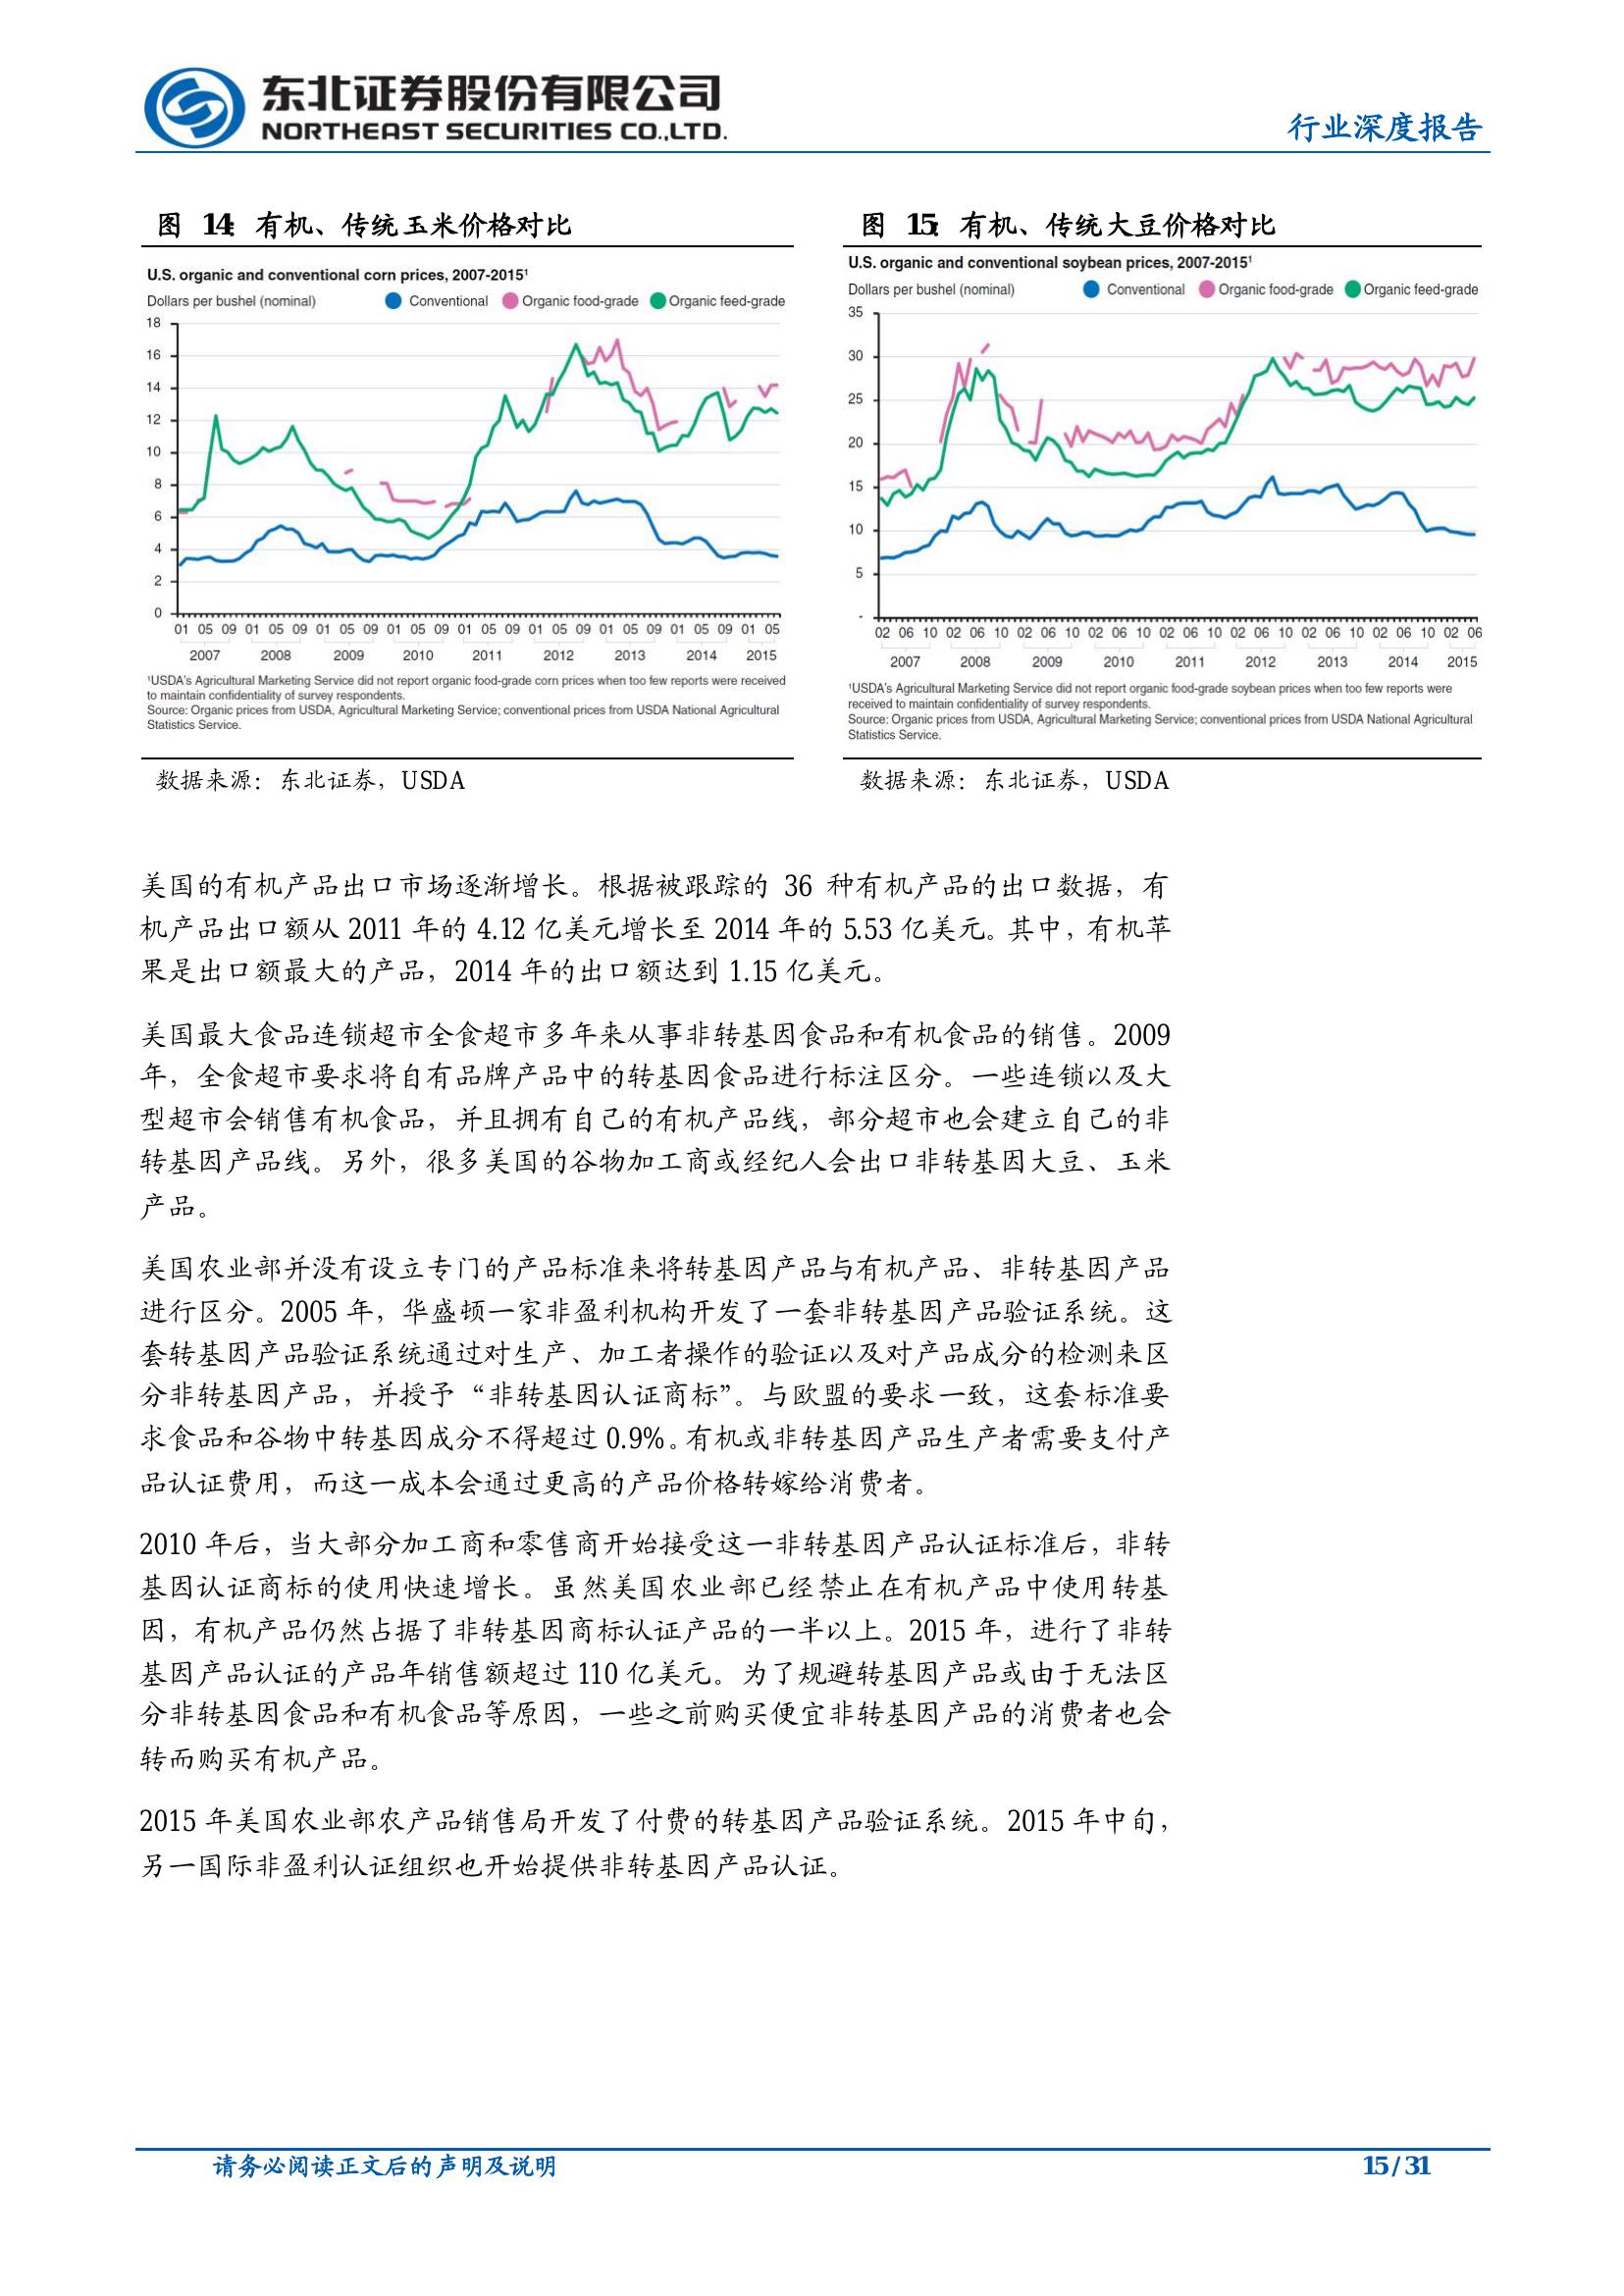 东北证券股份有限公司
NORTHEAST SECURITIES CO.,LTD.
行业深度报告
图 14: 有机、传统玉米价格对比
U.S. organic and conventional corn prices, 2007-2015¹
Dollars per bushel (nominal)
Conventional Organic food-grade Organic feed-grade
18
16
14
12
10
8
6
4
2
0
01 05 09 01 05 09 01 05 09 01 05 09 01 05 09 01 05 09 01 05 09 01 05 09 01 05
2007 2008 2009 2010 2011 2012 2013 2014 2015
¹USDA's Agricultural Marketing Service did not report organic food-grade corn prices when too few reports were received
to maintain confidentiality of survey respondents.
Source: Organic prices from USDA, Agricultural Marketing Service; conventional prices from USDA National Agricultural
Statistics Service.
数据来源：东北证券，USDA
图 15: 有机、传统大豆价格对比
U.S. organic and conventional soybean prices, 2007-2015¹
Dollars per bushel (nominal)
Conventional Organic food-grade Organic feed-grade
35
30
25
20
15
10
5
-
02 06 10 02 06 10 02 06 10 02 06 10 02 06 10 02 06 10 02 06 10 02 06 10 02 06
2007 2008 2009 2010 2011 2012 2013 2014 2015
¹USDA's Agricultural Marketing Service did not report organic food-grade soybean prices when too few reports were
received to maintain confidentiality of survey respondents.
Source: Organic prices from USDA, Agricultural Marketing Service; conventional prices from USDA National Agricultural
Statistics Service.
数据来源：东北证券，USDA
美国的有机产品出口市场逐渐增长。根据被跟踪的 36 种有机产品的出口数据，有
机产品出口额从 2011 年的 4.12 亿美元增长至 2014 年的 5.53 亿美元。其中，有机苹
果是出口额最大的产品，2014 年的出口额达到 1.15 亿美元。
美国最大食品连锁超市全食超市多年来从事非转基因食品和有机食品的销售。2009
年，全食超市要求将自有品牌产品中的转基因食品进行标注区分。一些连锁以及大
型超市会销售有机食品，并且拥有自己的有机产品线，部分超市也会建立自己的非
转基因产品线。另外，很多美国的谷物加工商或经纪人会出口非转基因大豆、玉米
产品。
美国农业部并没有设立专门的产品标准来将转基因产品与有机产品、非转基因产品
进行区分。2005 年，华盛顿一家非盈利机构开发了一套非转基因产品验证系统。这
套转基因产品验证系统通过对生产、加工者操作的验证以及对产品成分的检测来区
分非转基因产品，并授予“非转基因认证商标”。与欧盟的要求一致，这套标准要
求食品和谷物中转基因成分不得超过 0.9%。有机或非转基因产品生产者需要支付产
品认证费用，而这一成本会通过更高的产品价格转嫁给消费者。
2010 年后，当大部分加工商和零售商开始接受这一非转基因产品认证标准后，非转
基因认证商标的使用快速增长。虽然美国农业部已经禁止在有机产品中使用转基
因，有机产品仍然占据了非转基因商标认证产品的一半以上。2015 年，进行了非转
基因产品认证的产品年销售额超过 110 亿美元。为了规避转基因产品或由于无法区
分非转基因食品和有机食品等原因，一些之前购买便宜非转基因产品的消费者也会
转而购买有机产品。
2015 年美国农业部农产品销售局开发了付费的转基因产品验证系统。2015 年中旬，
另一国际非盈利认证组织也开始提供非转基因产品认证。
请务必阅读正文后的声明及说明
15 / 31